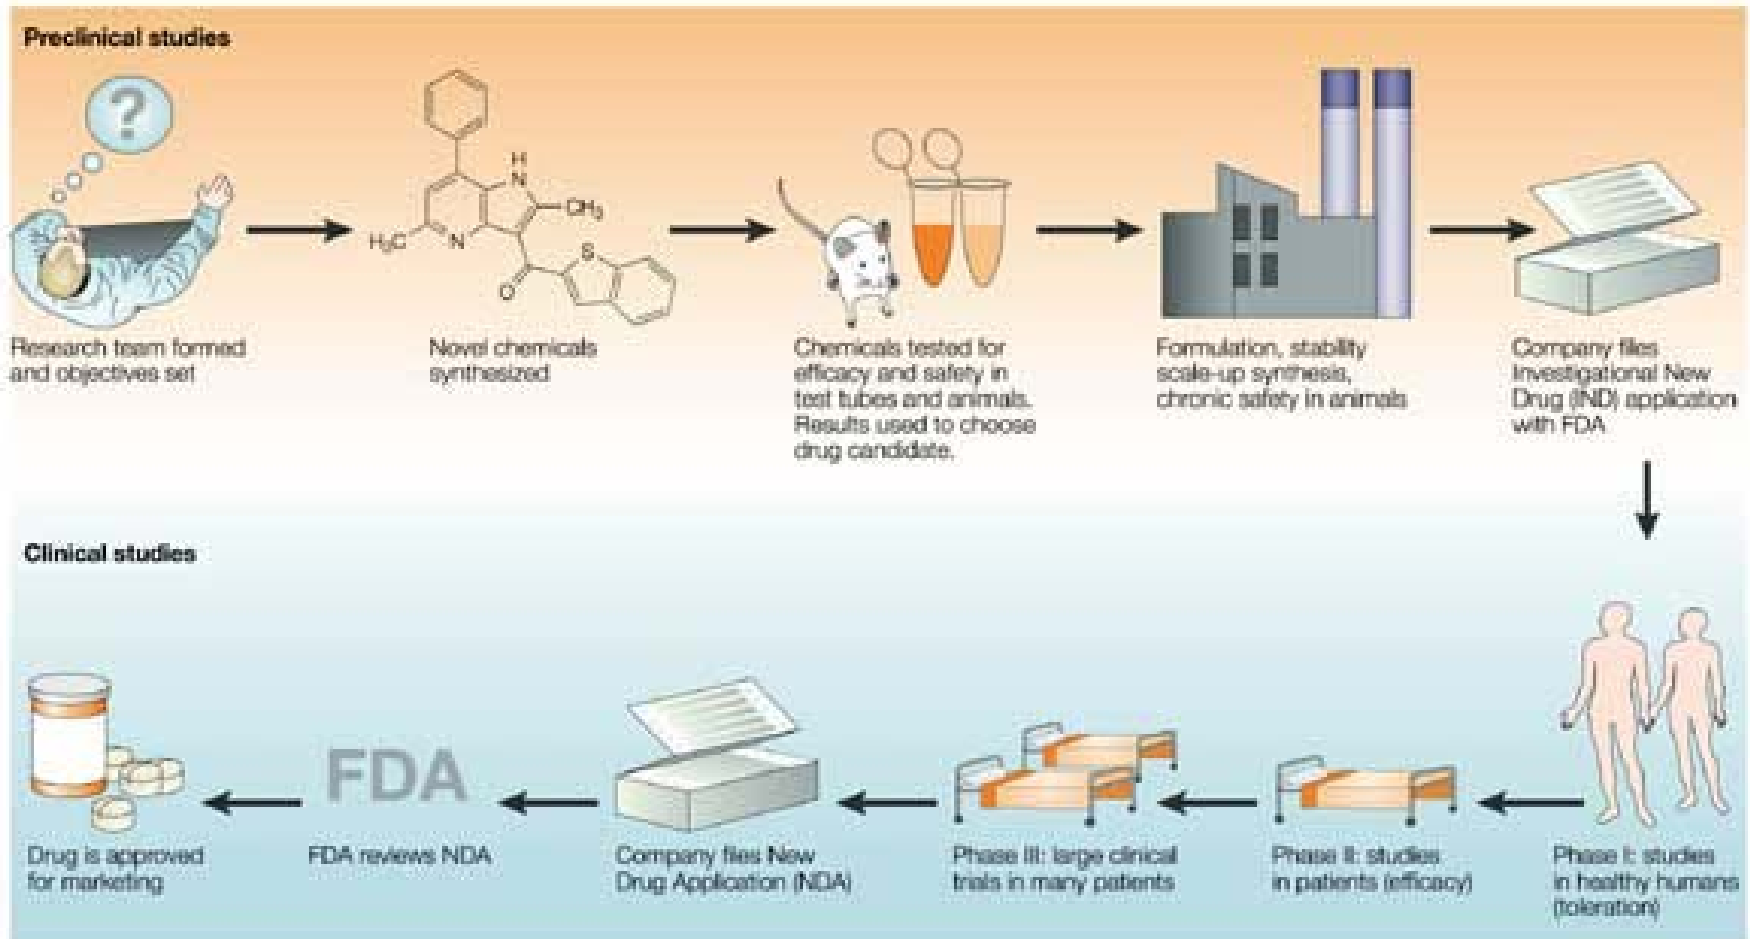 Preclinical studies
?
H
N
CH3
H3C
N
S
O
Research team formed
and objectives set
Novel chemicals
synthesized
Chemicals tested for
efficacy and safety in
test tubes and animals.
Results used to choose
drug candidate.
Formulation, stability
scale-up synthesis,
chronic safety in animals
Company files
Investigational New
Drug (IND) application
with FDA
Clinical studies
Phase I: studies
in healthy humans
(toleration)
Phase II: studies
in patients (efficacy)
Phase III: large clinical
trials in many patients
Company files New
Drug Application (NDA)
FDA
FDA reviews NDA
Drug is approved
for marketing